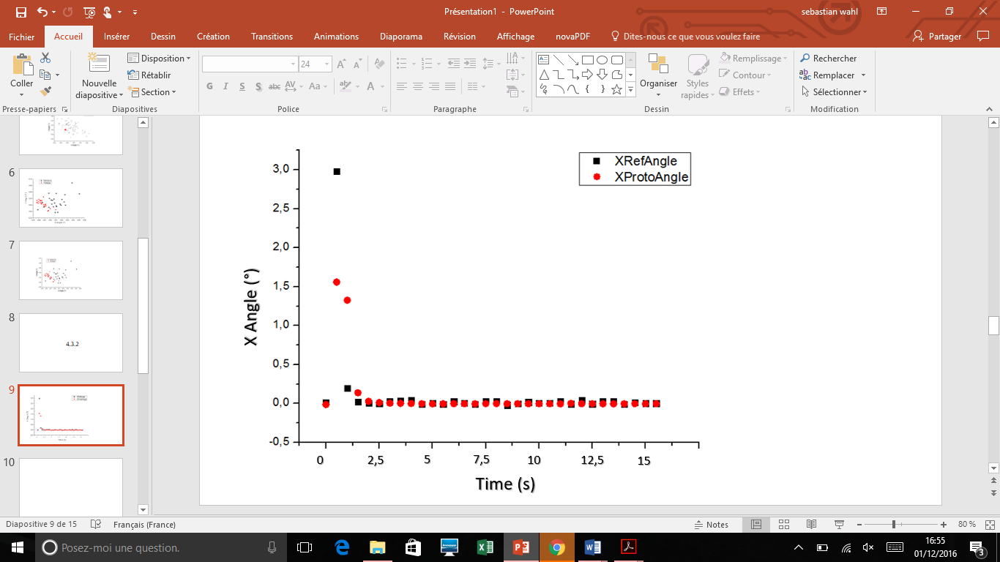 Présentation1 - PowerPoint
sebastian wahl
Fichier Accueil Insérer Dessin Création Transitions Animations Diaporama Révision Affichage novaPDF Dites-nous ce que vous voulez faire Partager
Coller
Nouvelle diapositive
Disposition
Rétablir
Section
24
G I S S abc AV Aa A
Organiser
Styles rapides
Remplissage
Contour
Effets
Rechercher
Remplacer
Sélectionner
Presse-papiers Diapositives Police Paragraphe Dessin Modification
6
7
8
4.3.2
9
10
XRefAngle
XProtoAngle
3,0
2,5
2,0
1,5
1,0
0,5
0,0
-0,5
X Angle (°)
0 2,5 5 7,5 10 12,5 15
Time (s)
Diapositive 9 de 15 Français (France) Notes 80 %
Posez-moi une question.
16:55
01/12/2016
3